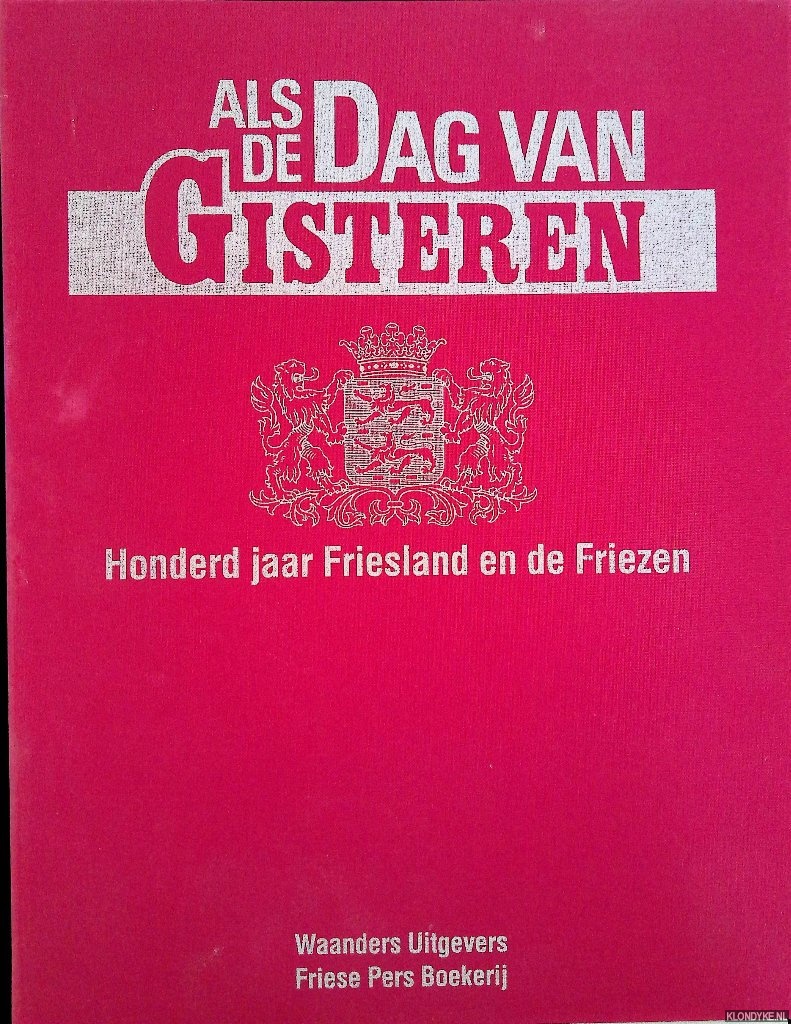 ALS
DE DAG VAN
GISTEREN
Honderd jaar Friesland en de Friezen
Waanders Uitgevers
Friese Pers Boekerij
KLONDYKE.NL